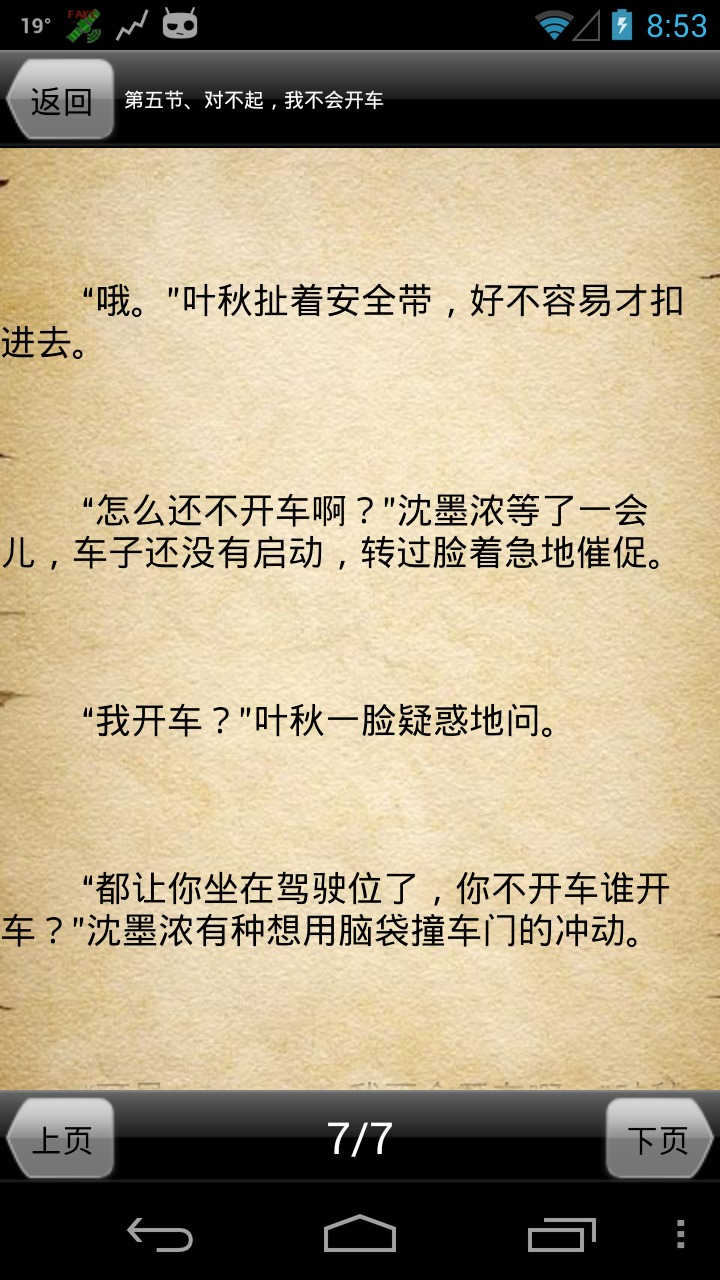 19°
FAKE
8:53
返回
第五节、对不起，我不会开车
“哦。”叶秋扯着安全带，好不容易才扣
进去。
“怎么还不开车啊？”沈墨浓等了一会
儿，车子还没有启动，转过脸着急地催促。
“我开车？”叶秋一脸疑惑地问。
“都让你坐在驾驶位了，你不开车谁开
车？”沈墨浓有种想用脑袋撞车门的冲动。
上页
7/7
下页